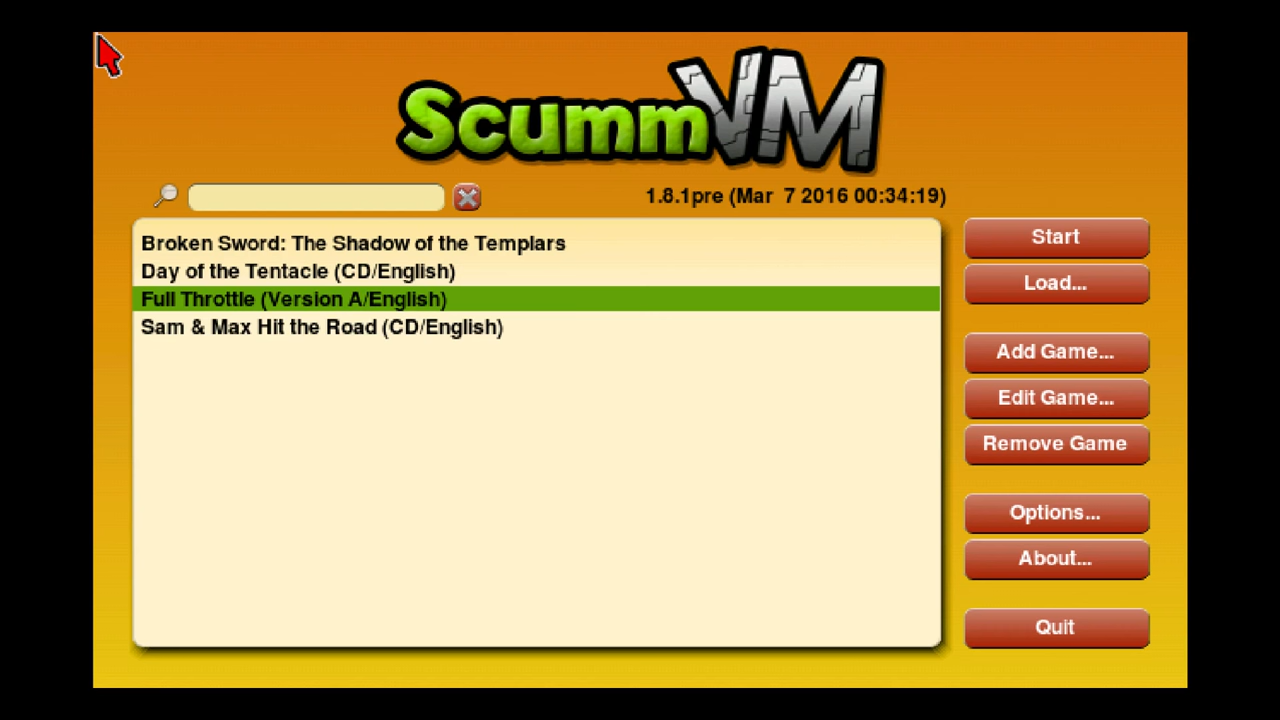 ScummVM
1.8.1pre (Mar  7 2016 00:34:19)
Broken Sword: The Shadow of the Templars
Day of the Tentacle (CD/English)
Full Throttle (Version A/English)
Sam & Max Hit the Road (CD/English)
Start
Load...
Add Game...
Edit Game...
Remove Game
Options...
About...
Quit